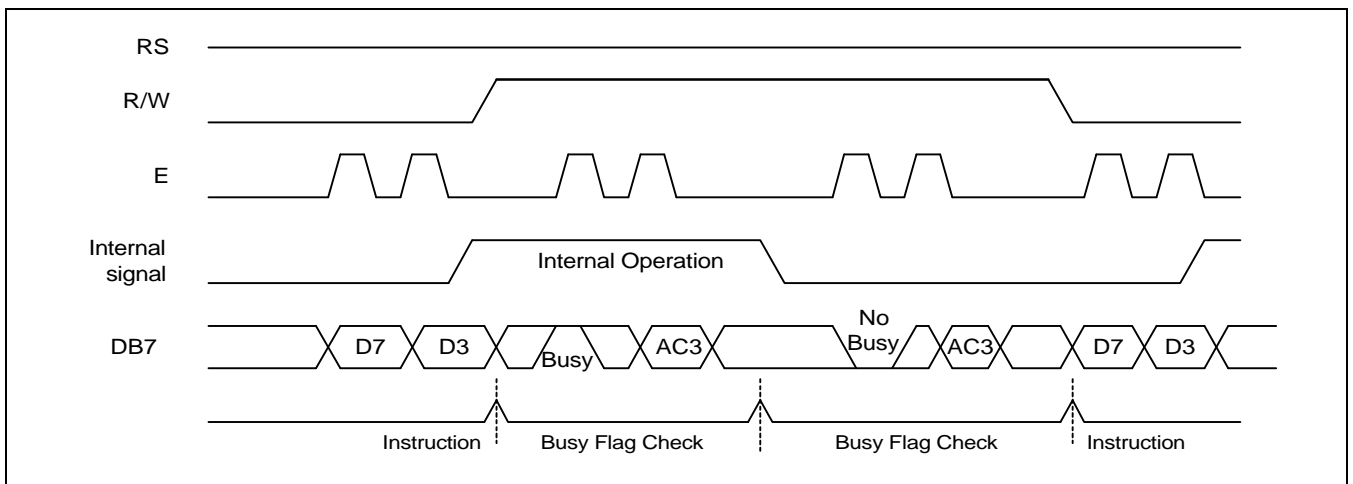 RS
R/W
E
Internal
signal
Internal Operation
DB7
D7
D3
Busy
AC3
No
Busy
AC3
D7
D3
Instruction
Busy Flag Check
Busy Flag Check
Instruction